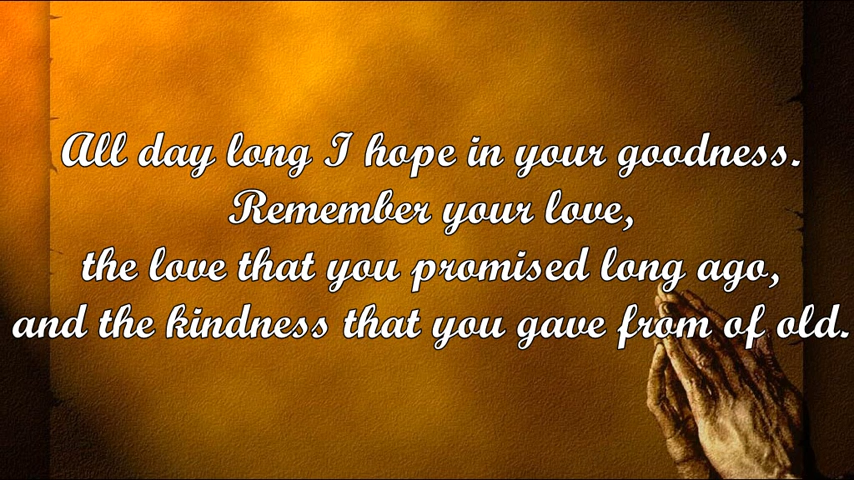 All day long I hope in your goodness.
Remember your love,
the love that you promised long ago,
and the kindness that you gave from of old.